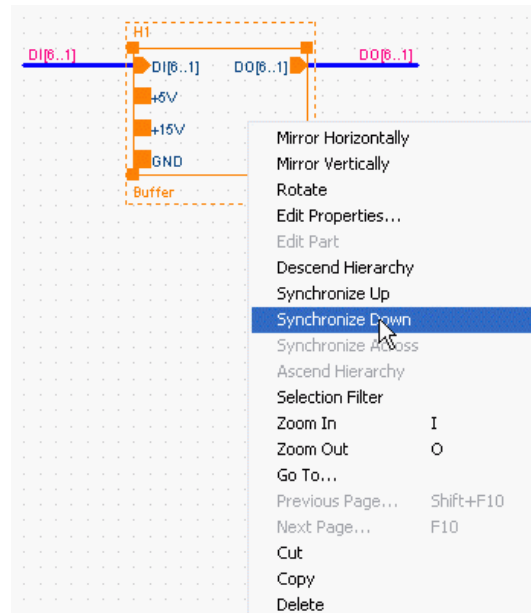 H1
DI[6..1]
DO[6..1]
DI[6..1]
DO[6..1]
+5V
+15V
GND
Buffer
Mirror Horizontally
Mirror Vertically
Rotate
Edit Properties...
Edit Part
Descend Hierarchy
Synchronize Up
Synchronize Down
Synchronize Across
Ascend Hierarchy
Selection Filter
Zoom In I
Zoom Out O
Go To...
Previous Page... Shift+F10
Next Page... F10
Cut
Copy
Delete